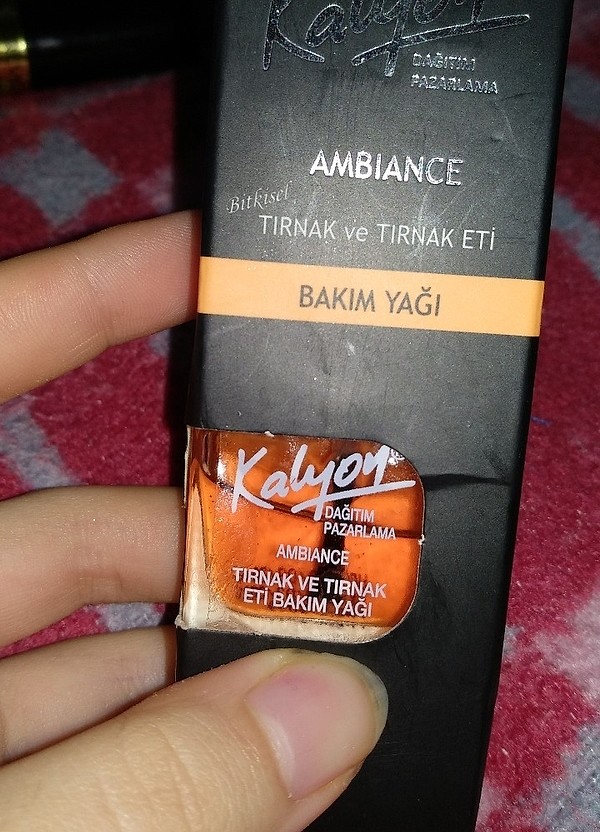 Kalyon
DAĞITIM
PAZARLAMA
AMBIANCE
Bitkisel
TIRNAK ve TIRNAK ETİ
BAKIM YAĞI
Kalyon
DAĞITIM
PAZARLAMA
AMBIANCE
TIRNAK VE TIRNAK
ETİ BAKIM YAĞI